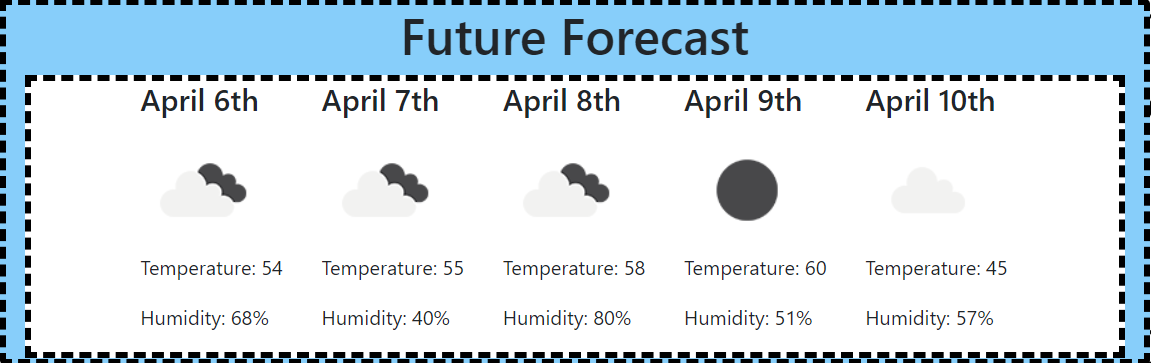 Future Forecast
April 6th
Temperature: 54
Humidity: 68%
April 7th
Temperature: 55
Humidity: 40%
April 8th
Temperature: 58
Humidity: 80%
April 9th
Temperature: 60
Humidity: 51%
April 10th
Temperature: 45
Humidity: 57%